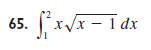 65. ∫₁² x√(x − 1) dx